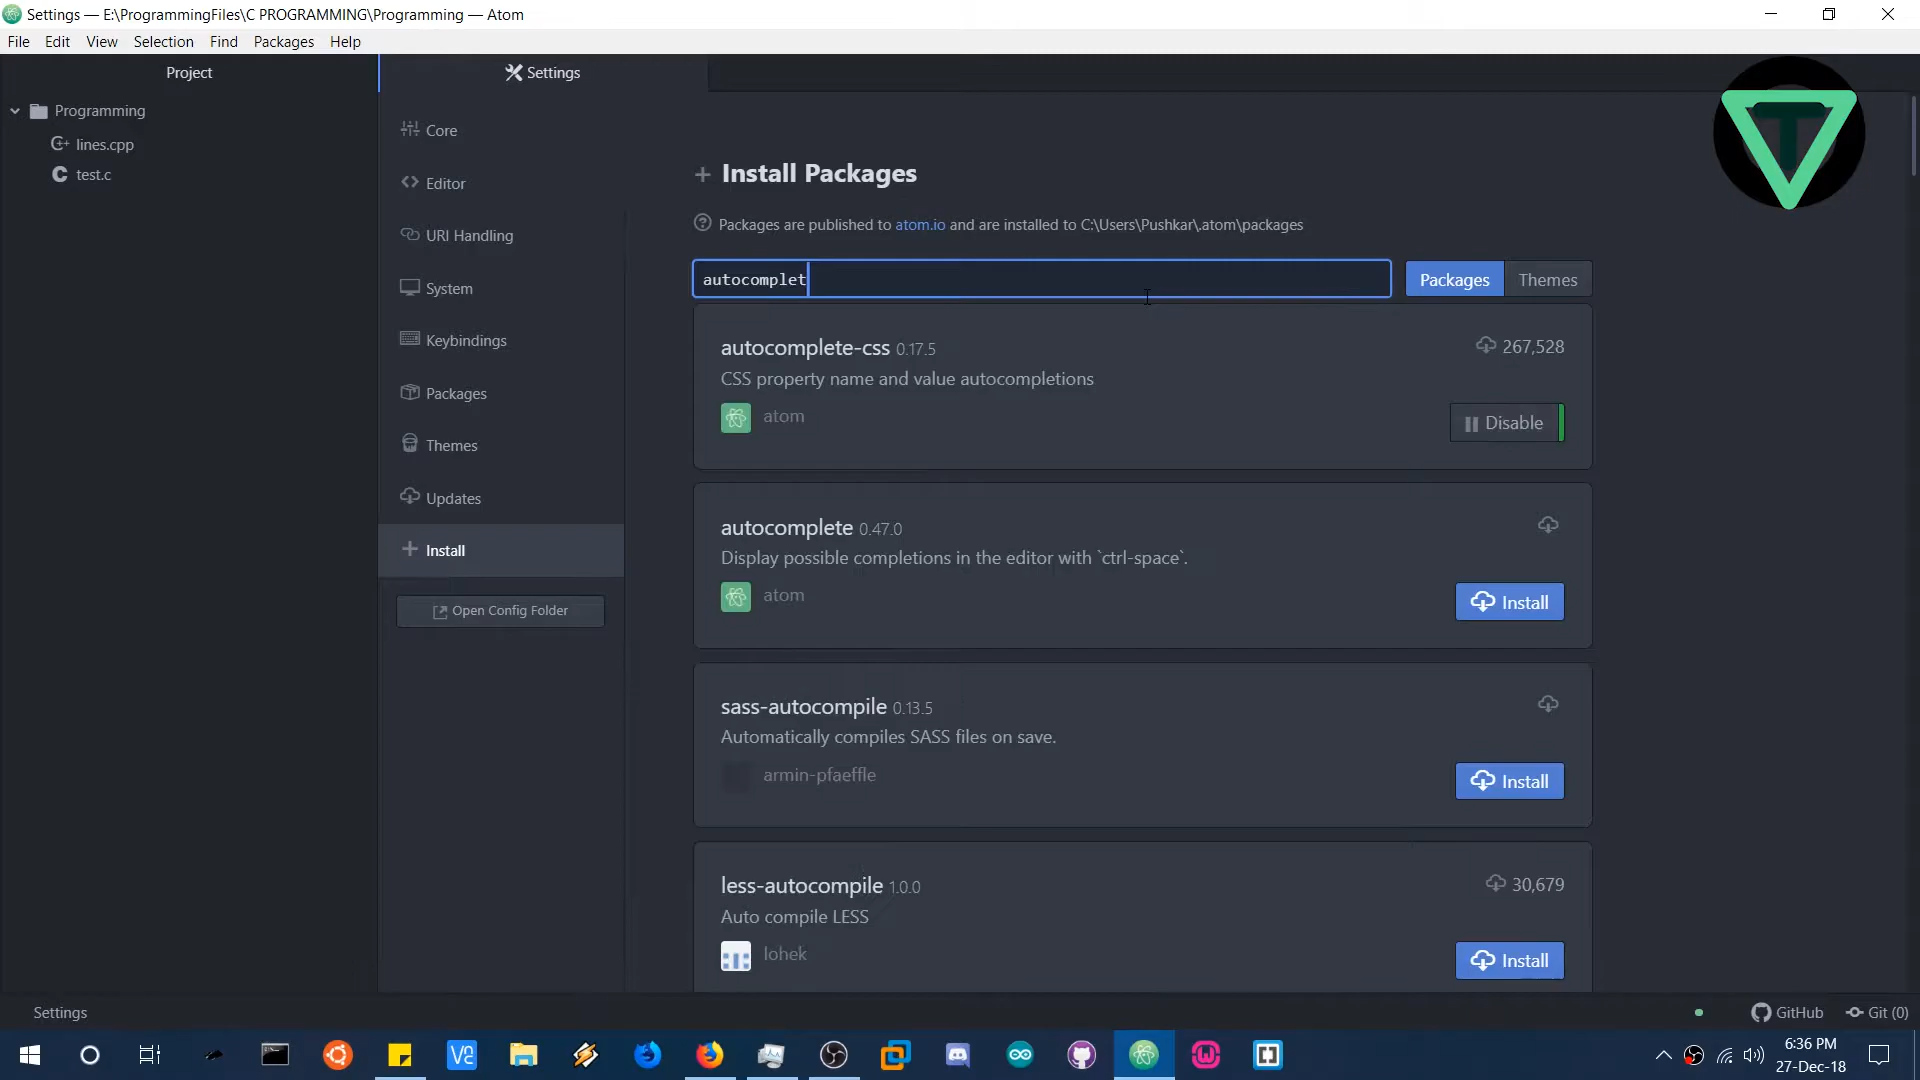 Settings — E:\ProgrammingFiles\C PROGRAMMING\Programming — Atom
File Edit View Selection Find Packages Help
Project
Settings
Programming
lines.cpp
test.c
Core
Editor
URI Handling
System
Keybindings
Packages
Themes
Updates
Install
Open Config Folder
Install Packages
Packages are published to atom.io and are installed to C:\Users\Pushkar\.atom\packages
autocomplet
Packages Themes
autocomplete-css 0.17.5 267,528
CSS property name and value autocompletions
atom
Disable
autocomplete 0.47.0
Display possible completions in the editor with `ctrl-space`.
atom
Install
sass-autocompile 0.13.5
Automatically compiles SASS files on save.
armin-pfaeffle
Install
less-autocompile 1.0.0 30,679
Auto compile LESS
lohek
Install
Settings GitHub Git (0)
6:36 PM
27-Dec-18